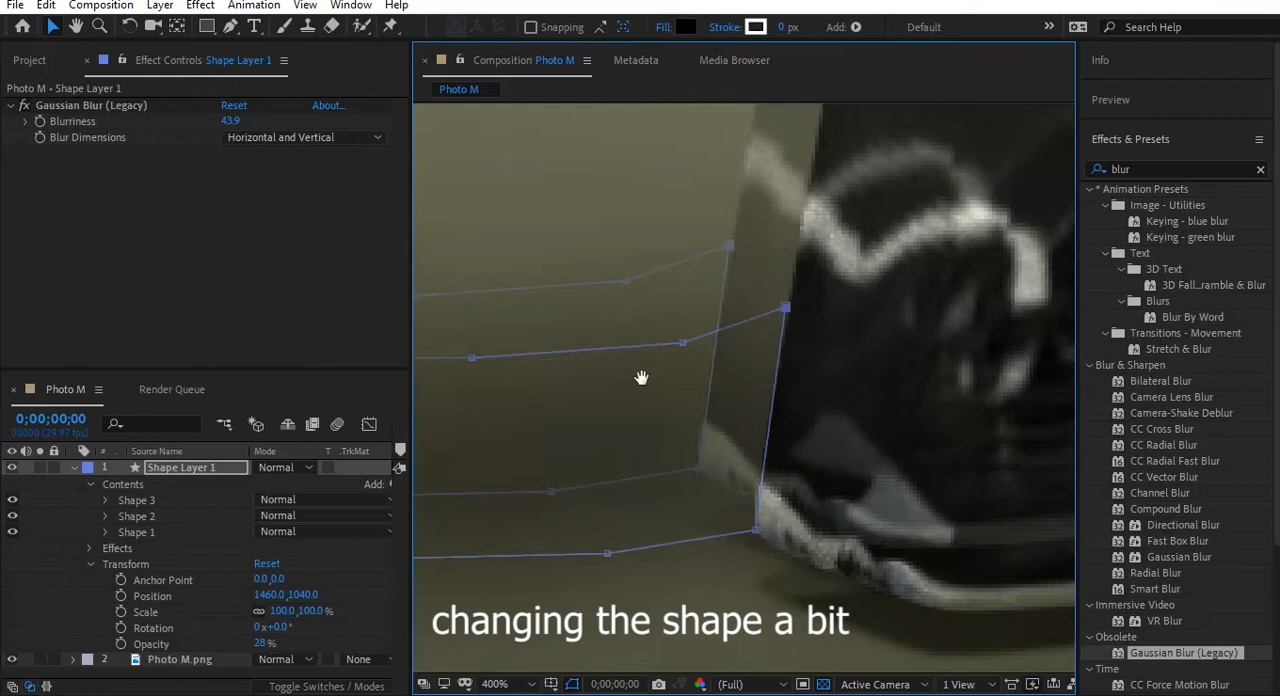 File Edit Composition Layer Effect Animation View Window Help
Snapping Fill: Stroke: 0 px Add: Default Search Help
Project Effect Controls Shape Layer 1 Composition Photo M Metadata Media Browser Info
Photo M • Shape Layer 1 Photo M
fx Gaussian Blur (Legacy) Reset About... Preview
Blurriness 43.9
Blur Dimensions Horizontal and Vertical Effects & Presets
blur
* Animation Presets
Image - Utilities
Keying - blue blur
Keying - green blur
Text
3D Text
3D Fall...ramble & Blur
Blurs
Blur By Word
Transitions - Movement
Stretch & Blur
Blur & Sharpen
Bilateral Blur
Camera Lens Blur
Camera-Shake Deblur
CC Cross Blur
CC Radial Blur
CC Radial Fast Blur
CC Vector Blur
Channel Blur
Compound Blur
Directional Blur
Fast Box Blur
Gaussian Blur
Radial Blur
Smart Blur
Immersive Video
VR Blur
Obsolete
Gaussian Blur (Legacy)
Time
CC Force Motion Blur
Photo M Render Queue
0;00;00;00
00000 (29.97 fps)
# Source Name Mode T .TrkMat
1 Shape Layer 1 Normal
Contents Add:
Shape 3 Normal
Shape 2 Normal
Shape 1 Normal
Effects
Transform Reset
Anchor Point 0.0,0.0
Position 1460.0,1040.0
Scale 100.0,100.0%
Rotation 0x+0.0°
Opacity 28%
2 Photo M.png Normal None
Toggle Switches / Modes
changing the shape a bit
400% 0;00;00;00 (Full) Active Camera 1 View